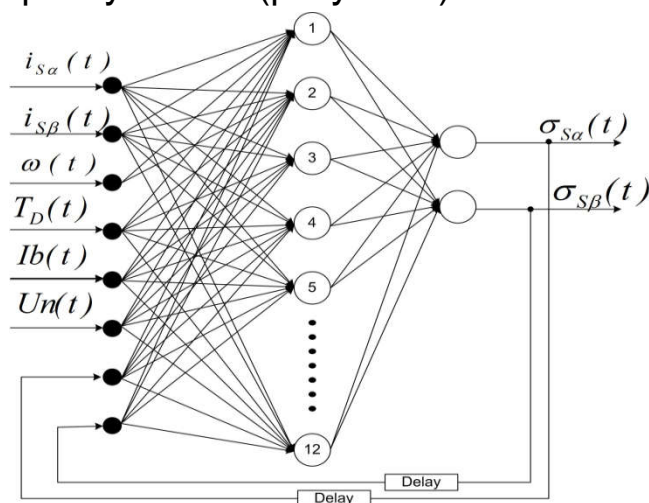 i_{Sα}(t)
i_{Sβ}(t)
ω(t)
T_D(t)
Ib(t)
Un(t)
1
2
3
4
5
12
σ_{Sα}(t)
σ_{Sβ}(t)
Delay
Delay